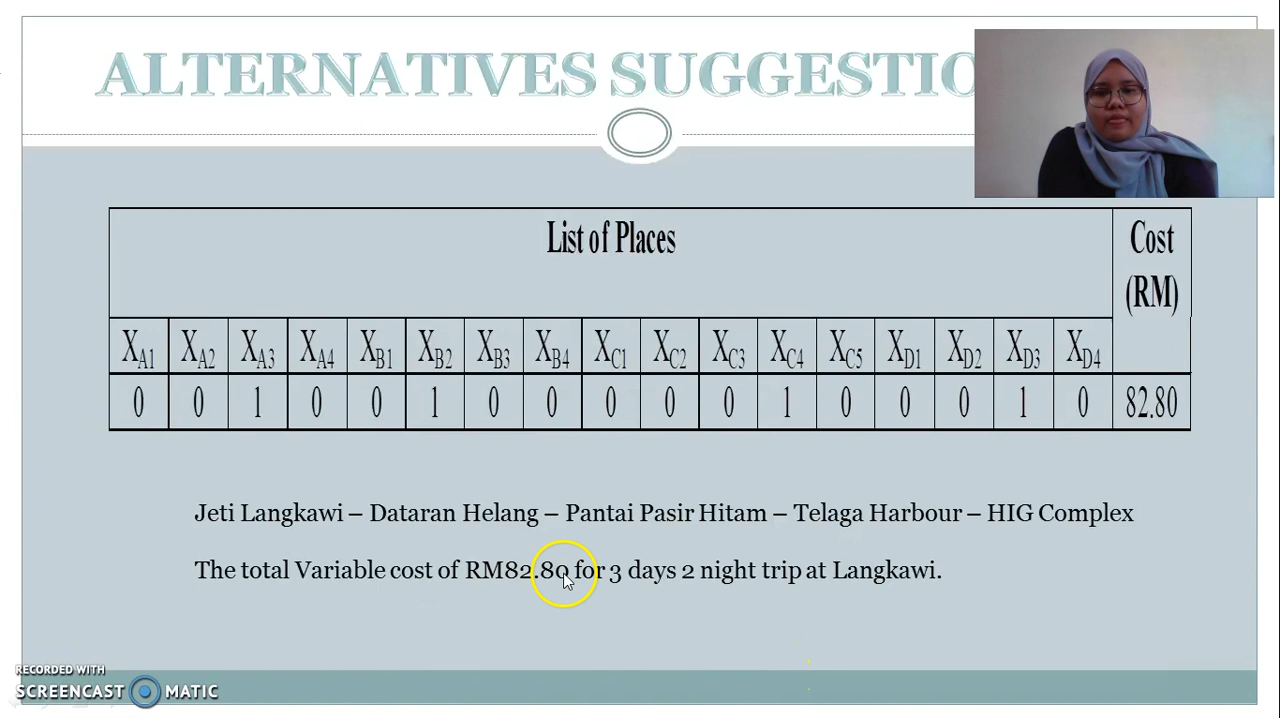 ALTERNATIVES SUGGESTIO
List of Places
Cost
(RM)
XA1 XA2 XA3 XA4 XB1 XB2 XB3 XB4 XC1 XC2 XC3 XC4 XC5 XD1 XD2 XD3 XD4
0 0 1 0 0 1 0 0 0 0 0 1 0 0 0 1 0 82.80
Jeti Langkawi – Dataran Helang – Pantai Pasir Hitam – Telaga Harbour – HIG Complex
The total Variable cost of RM82.80 for 3 days 2 night trip at Langkawi.
RECORDED WITH
SCREENCAST MATIC